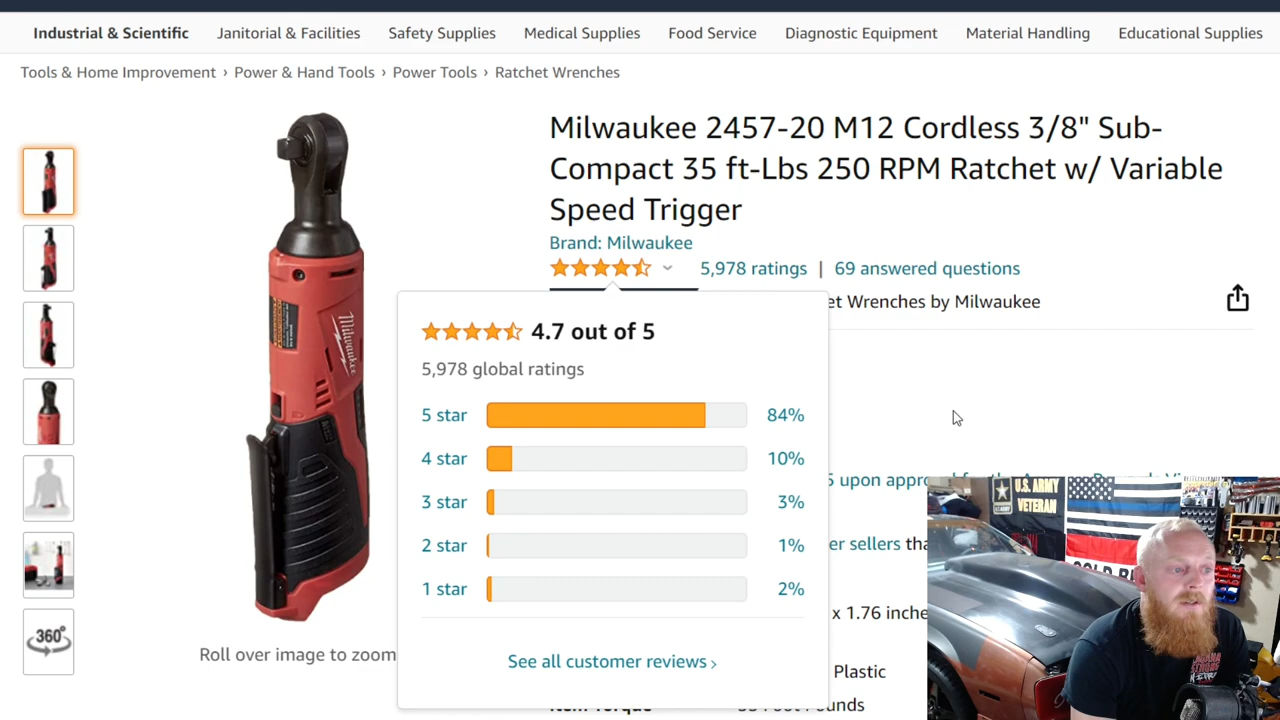 Industrial & Scientific Janitorial & Facilities Safety Supplies Medical Supplies Food Service Diagnostic Equipment Material Handling Educational Supplies
Tools & Home Improvement › Power & Hand Tools › Power Tools › Ratchet Wrenches
Milwaukee 2457-20 M12 Cordless 3/8" Sub-
Compact 35 ft-Lbs 250 RPM Ratchet w/ Variable
Speed Trigger
Brand: Milwaukee
5,978 ratings | 69 answered questions
et Wrenches by Milwaukee
4.7 out of 5
5,978 global ratings
5 star 84%
4 star 10%
3 star 3%
2 star 1%
1 star 2%
See all customer reviews ›
5 upon
er sellers
x 1.76 inche
Plastic
Milwaukee
360°
Roll over image to zoom
U.S. ARMY
VETERAN